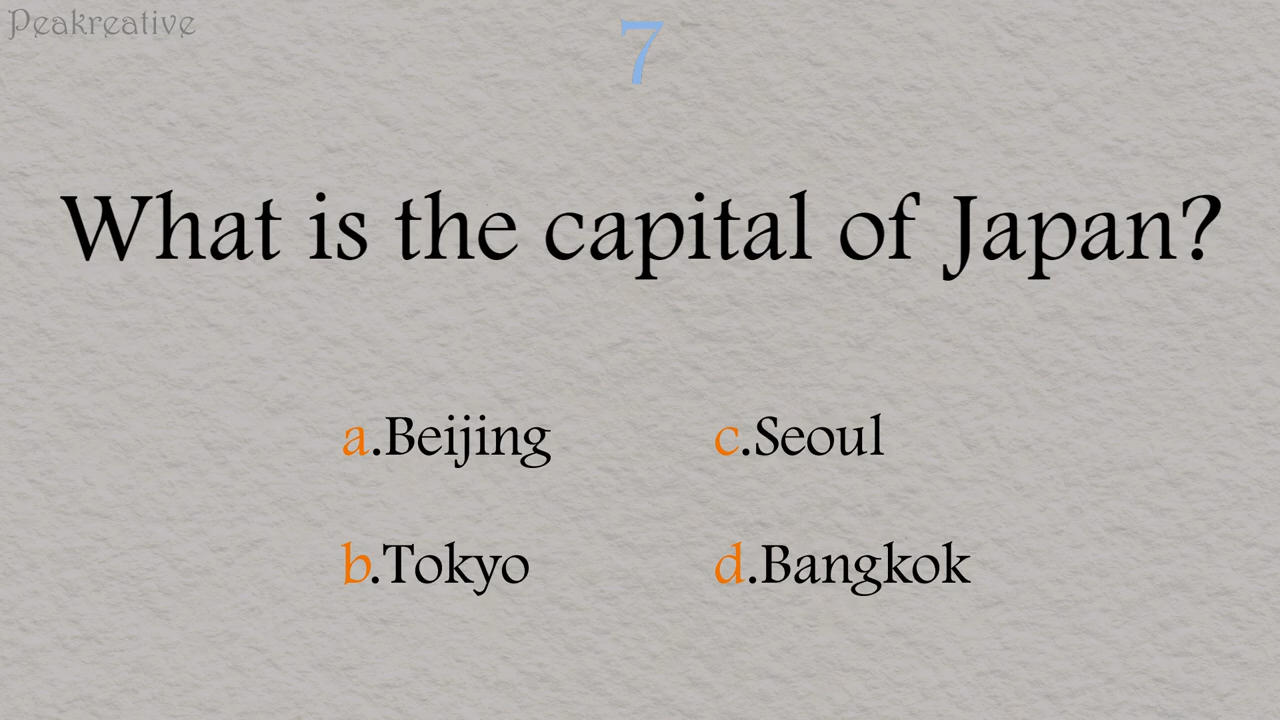 Peakreative
7
What is the capital of Japan?
a.Beijing
b.Tokyo
c.Seoul
d.Bangkok